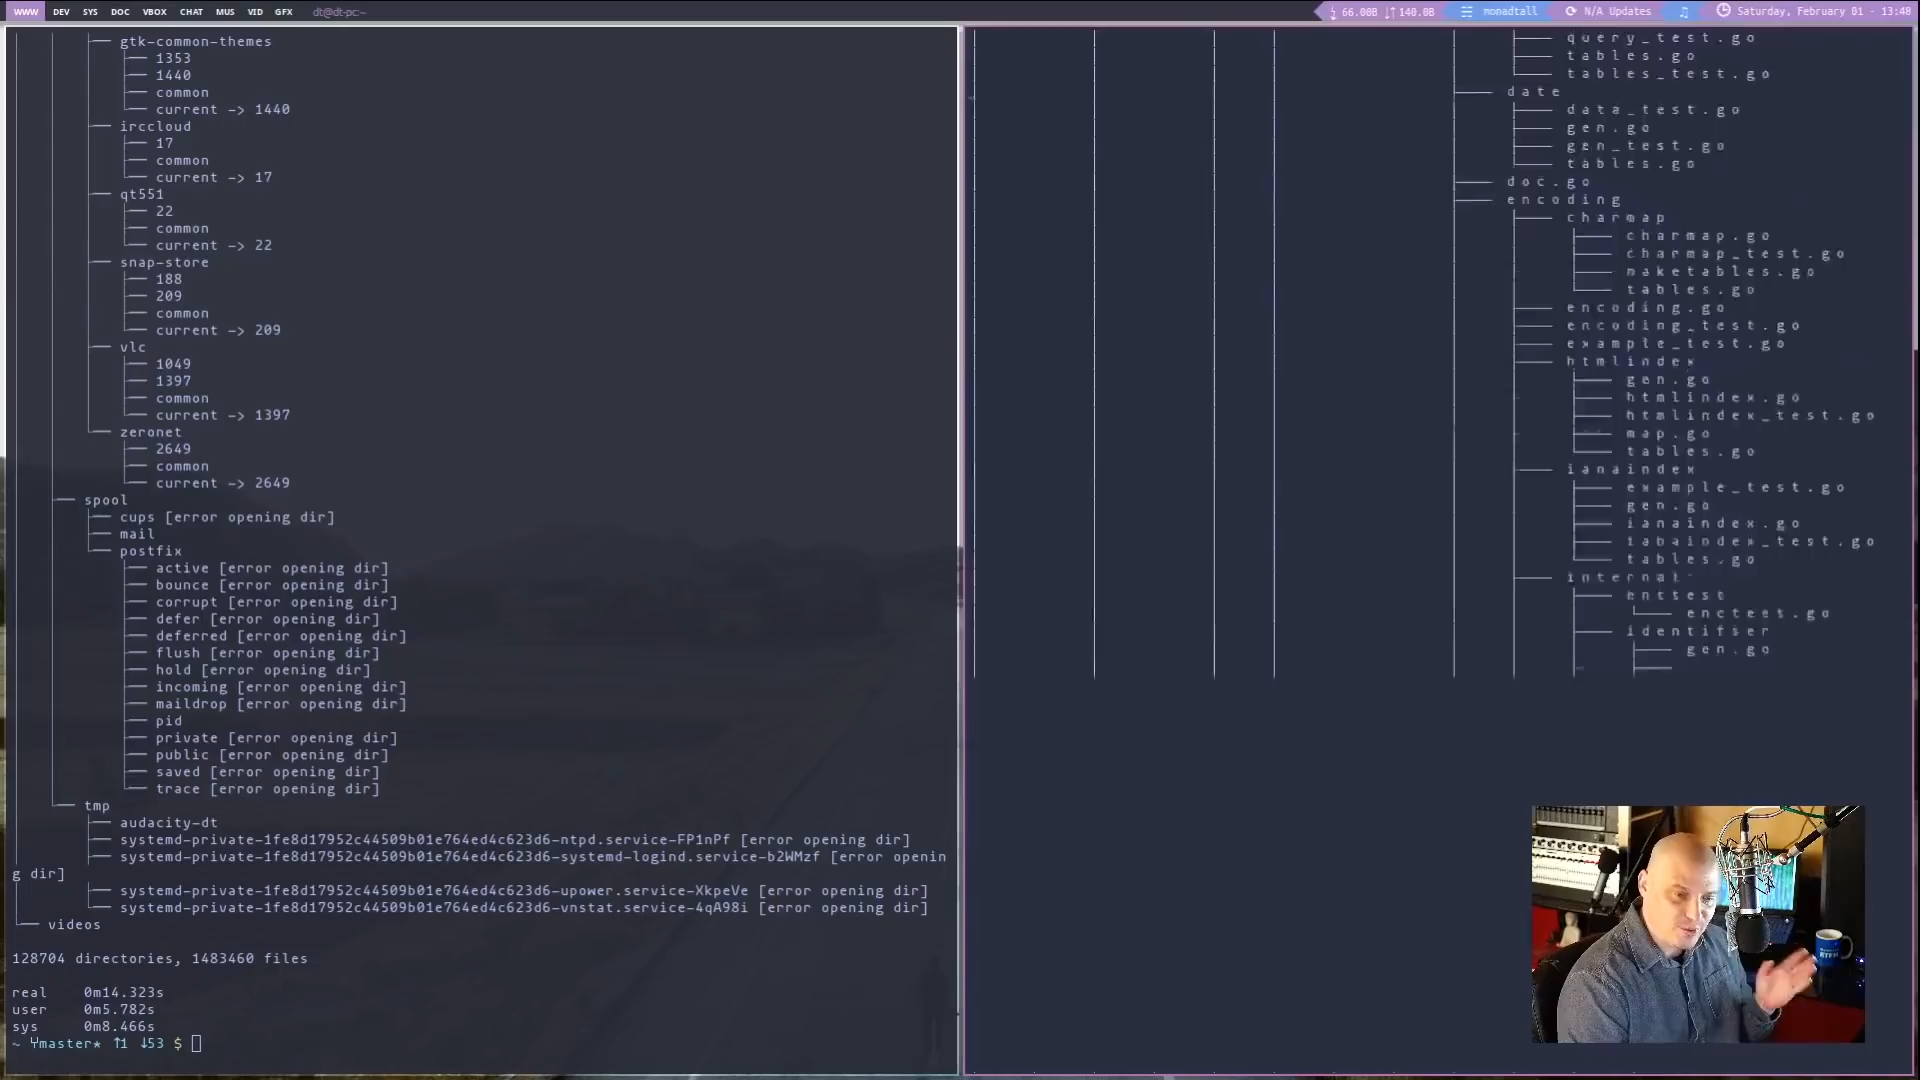 WWW DEV SYS DOC VBOX CHAT MUS VID GFX dt@dt-pc:~
66.00B 140.0B monadtall N/A Updates Saturday, February 01 - 13:48
├── gtk-common-themes
├── 1353
├── 1440
├── common
└── current -> 1440
├── irccloud
├── 17
├── common
└── current -> 17
├── qt551
├── 22
├── common
└── current -> 22
├── snap-store
├── 188
├── 209
├── common
└── current -> 209
├── vlc
├── 1049
├── 1397
├── common
└── current -> 1397
└── zeronet
├── 2649
├── common
└── current -> 2649
├── spool
├── cups [error opening dir]
├── mail
└── postfix
├── active [error opening dir]
├── bounce [error opening dir]
├── corrupt [error opening dir]
├── defer [error opening dir]
├── deferred [error opening dir]
├── flush [error opening dir]
├── hold [error opening dir]
├── incoming [error opening dir]
├── maildrop [error opening dir]
├── pid
├── private [error opening dir]
├── public [error opening dir]
├── saved [error opening dir]
└── trace [error opening dir]
└── tmp
├── audacity-dt
├── systemd-private-1fe8d17952c44509b01e764ed4c623d6-ntpd.service-FP1nPf [error opening dir]
├── systemd-private-1fe8d17952c44509b01e764ed4c623d6-systemd-logind.service-b2WMzf [error openin
g dir]
├── systemd-private-1fe8d17952c44509b01e764ed4c623d6-upower.service-XkpeVe [error opening dir]
└── systemd-private-1fe8d17952c44509b01e764ed4c623d6-vnstat.service-4qA98i [error opening dir]
└── videos
128704 directories, 1483460 files
real 0m14.323s
user 0m5.782s
sys 0m8.466s
~ master* ↑1 ↓53 $
├── query_test.go
├── tables.go
└── tables_test.go
├── date
├── data_test.go
├── gen.go
├── gen_test.go
└── tables.go
├── doc.go
├── encoding
├── charmap
├── charmap.go
├── charmap_test.go
├── maketables.go
└── tables.go
├── encoding.go
├── encoding_test.go
├── example_test.go
├── htmlindex
├── gen.go
├── htmlindex.go
├── htmlindex_test.go
├── map.go
└── tables.go
├── ianaindex
├── example_test.go
├── gen.go
├── ianaindex.go
├── tables.go
├── internal
├── gen.go
RTFM